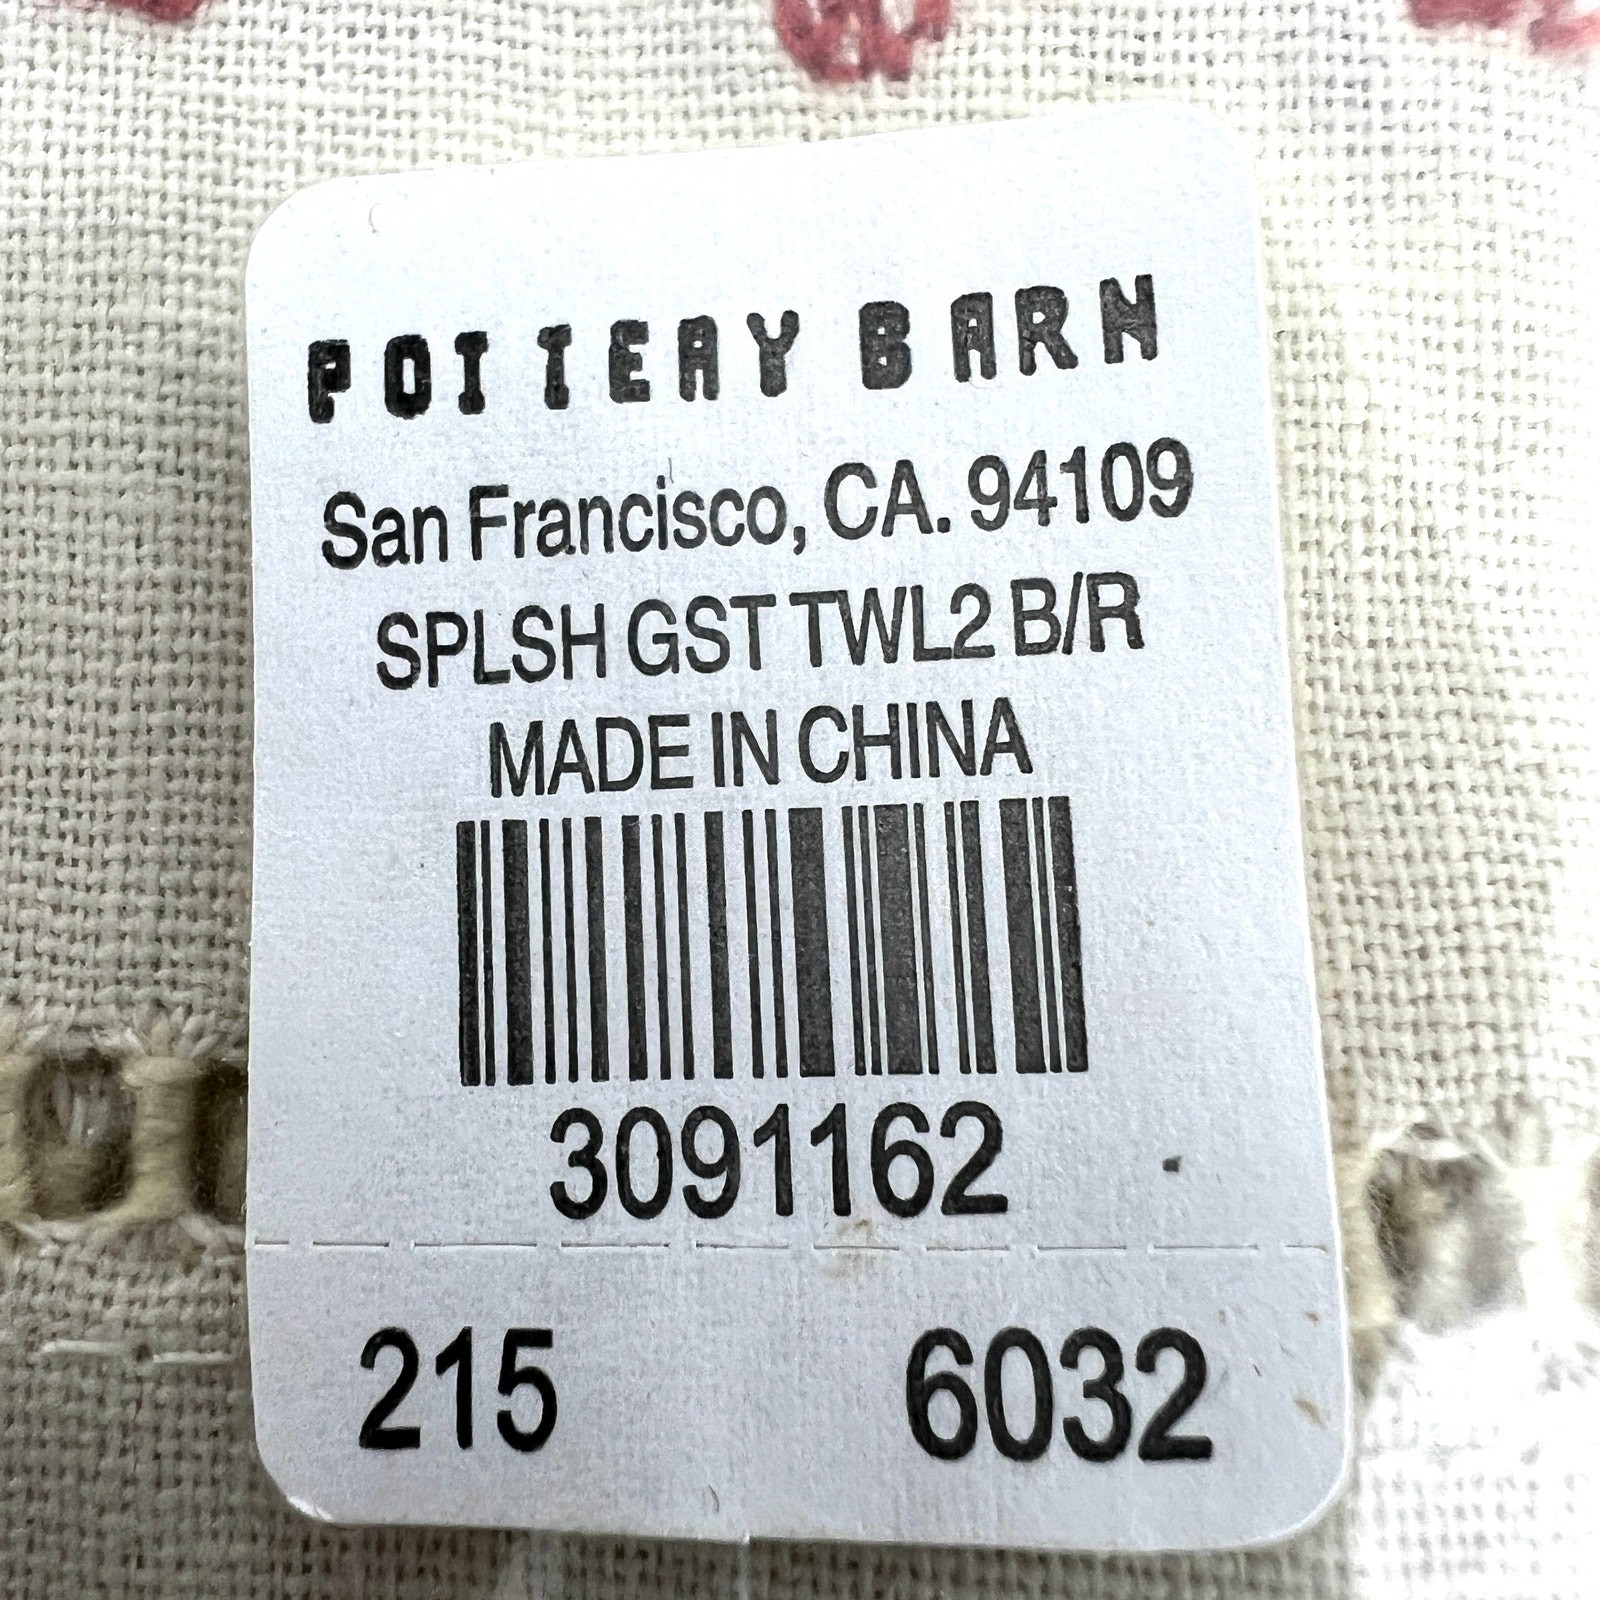 POTTERY BARN
San Francisco, CA. 94109
SPLSH GST TWL2 B/R
MADE IN CHINA
3091162
215 6032